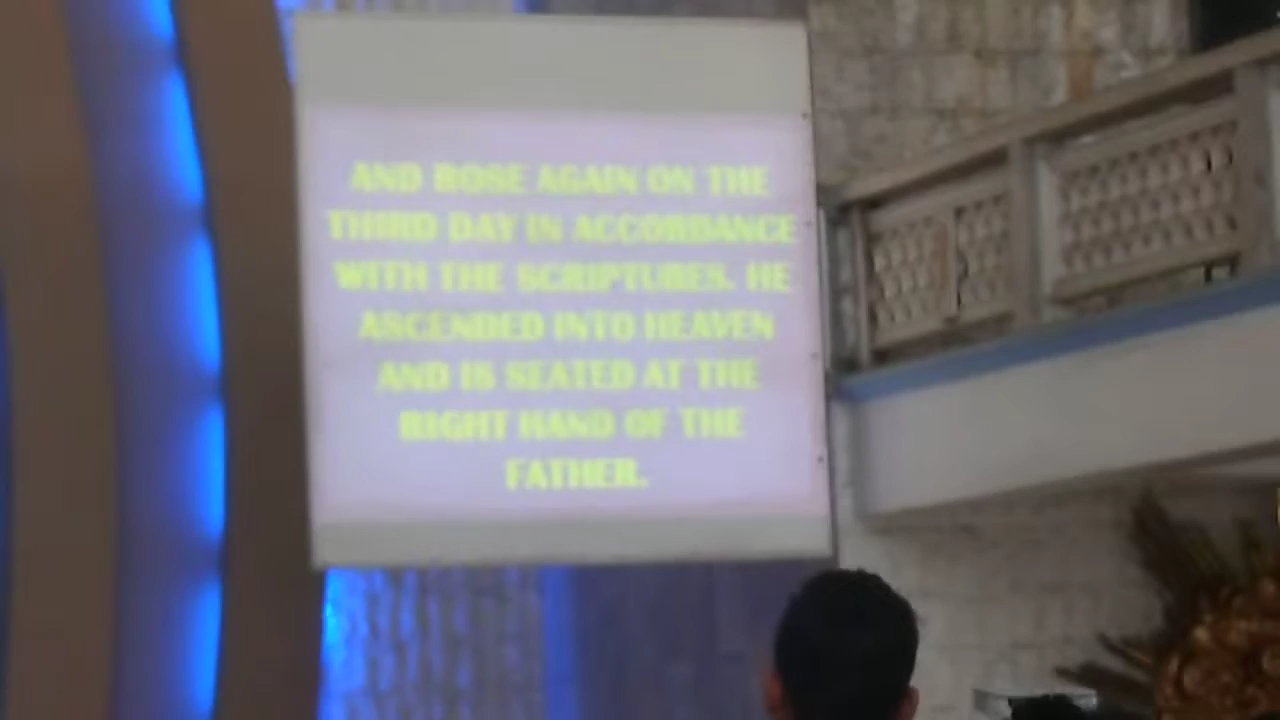 AND ROSE AGAIN ON THE
THIRD DAY IN ACCORDANCE
WITH THE SCRIPTURES. HE
ASCENDED INTO HEAVEN
AND IS SEATED AT THE
RIGHT HAND OF THE
FATHER.